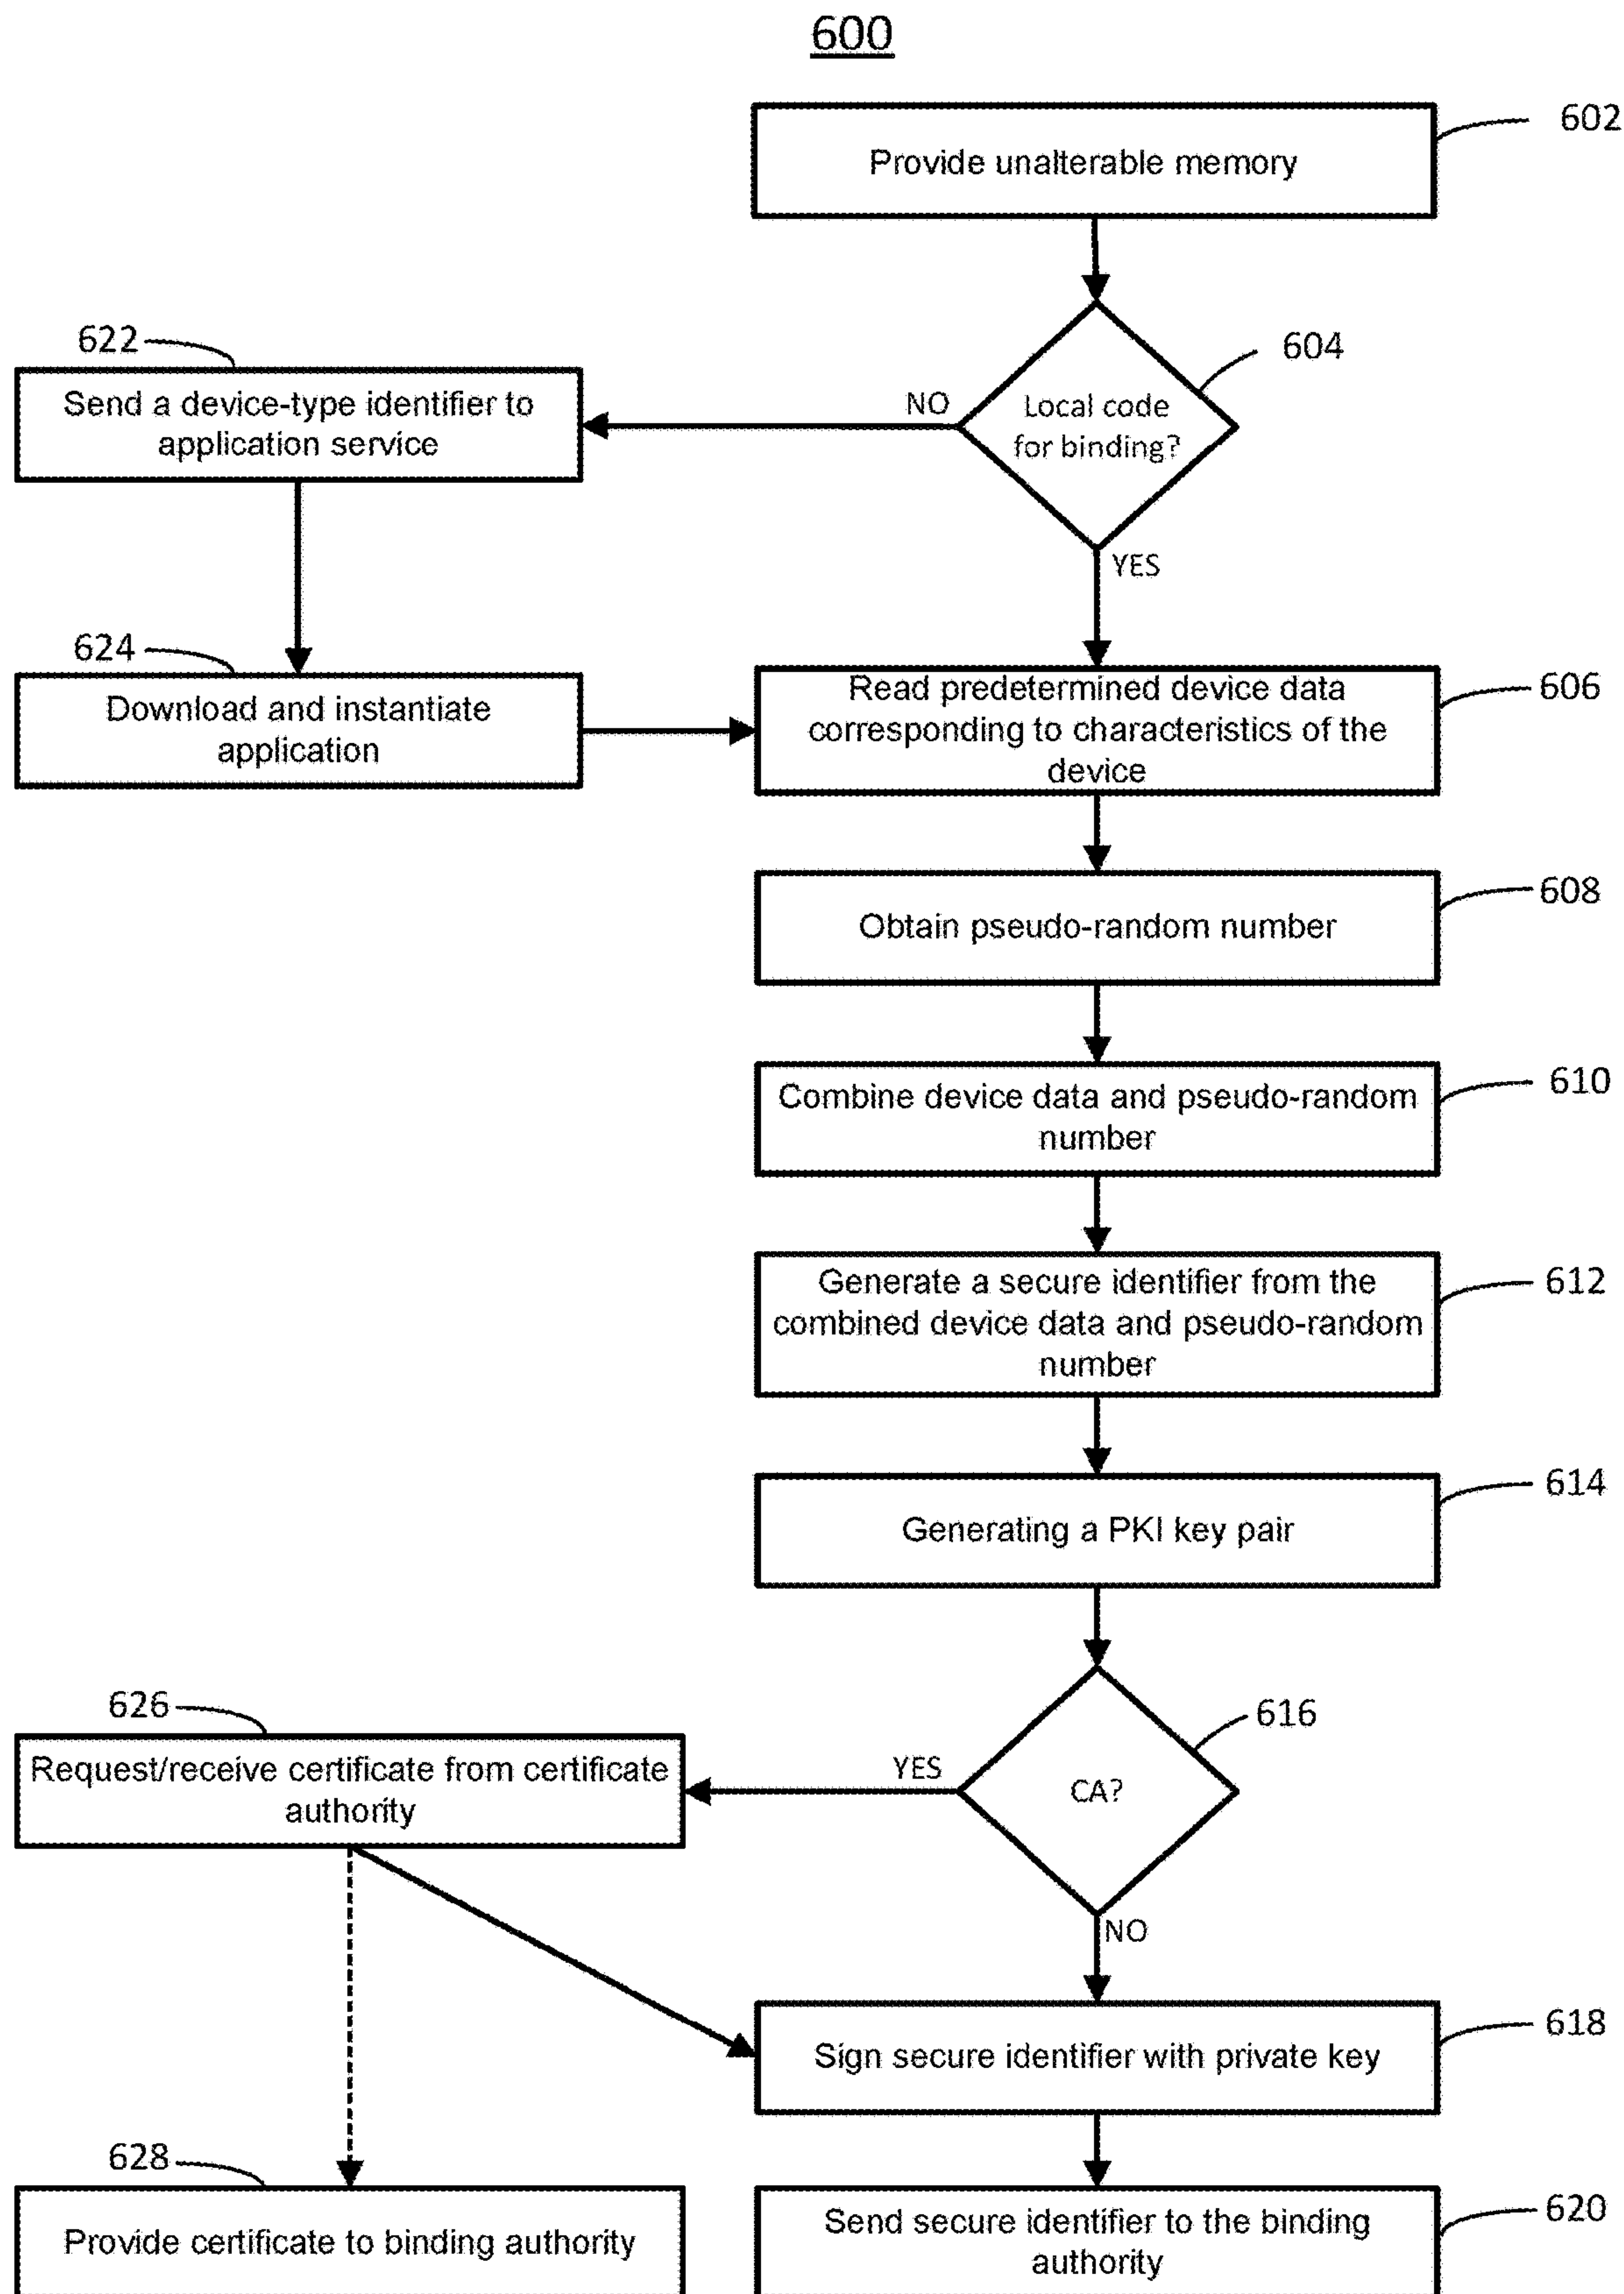 600
602
Provide unalterable memory
604
Local code
for binding?
NO
YES
622
Send a device-type identifier to
application service
624
Download and instantiate
application
606
Read predetermined device data
corresponding to characteristics of the
device
608
Obtain pseudo-random number
610
Combine device data and pseudo-random
number
612
Generate a secure identifier from the
combined device data and pseudo-random
number
614
Generating a PKI key pair
616
CA?
YES
NO
626
Request/receive certificate from certificate
authority
618
Sign secure identifier with private key
628
Provide certificate to binding authority
620
Send secure identifier to the binding
authority